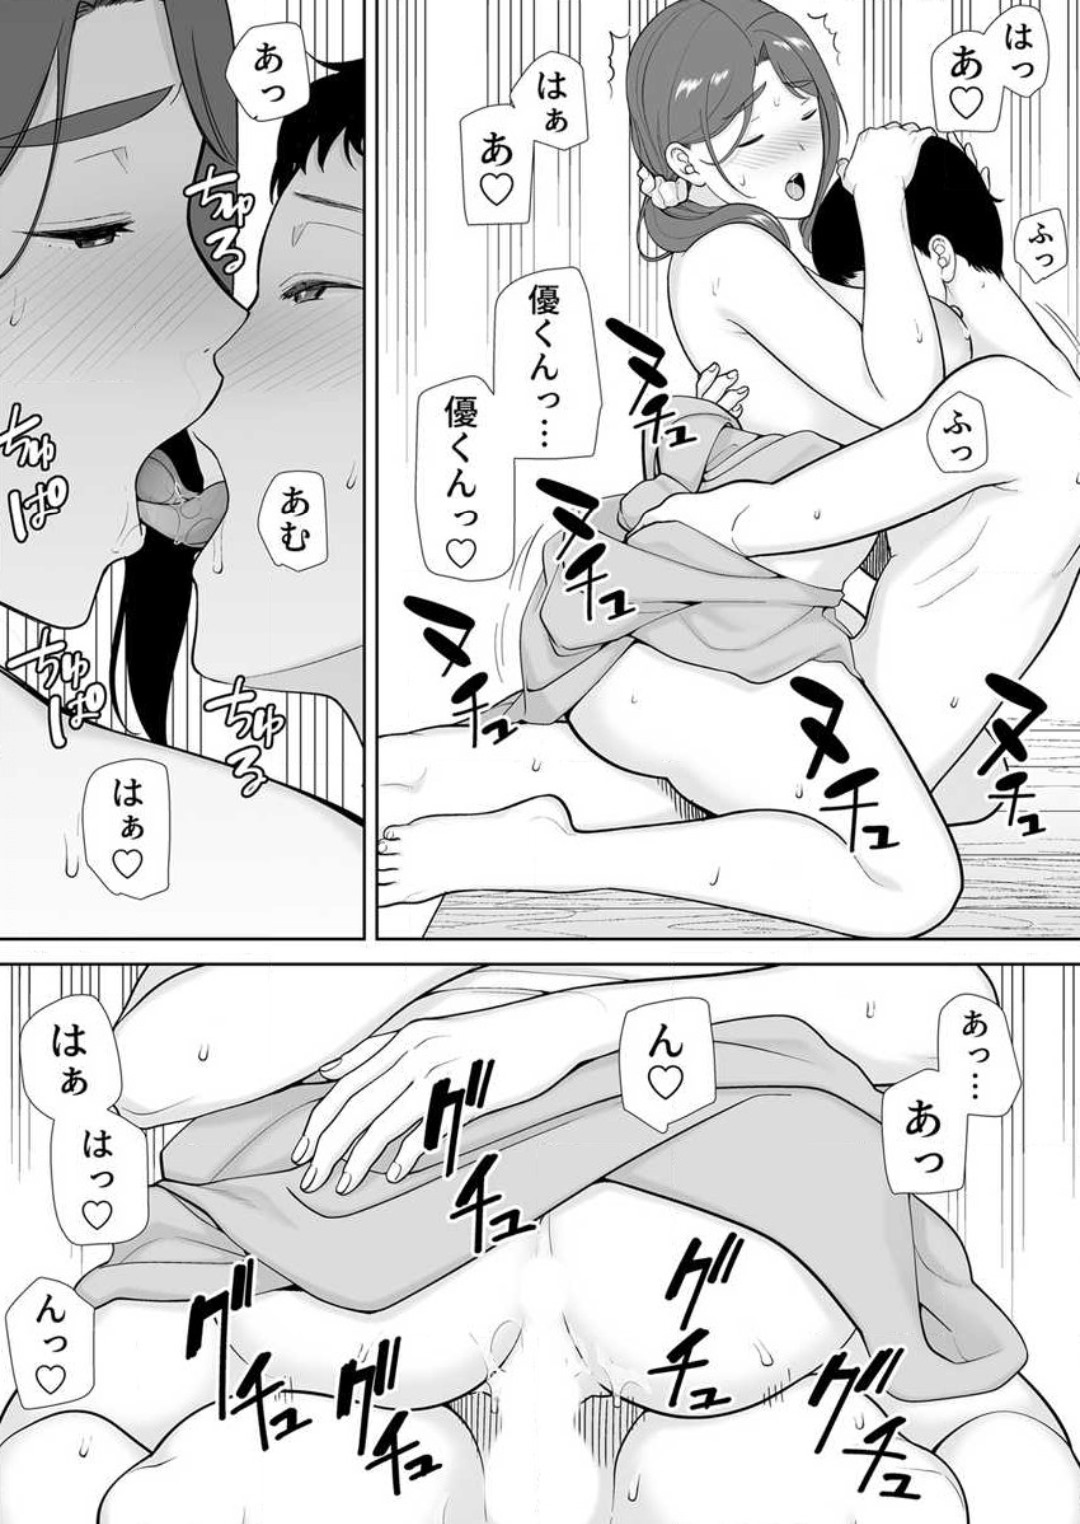 はっ
あ♡
はぁ
あ♡
ふっ
優くんっ…
優くんっ♡
ふっ
ヌチュ
ヌチュ
ヌチュ
ヌチュ
ヌチュ
あっ
ちゅる
ちゅぱ
あむ
ちゅぱ
ちゅる
はぁ♡
あっ…
あっ
ん♡
はぁ
はっ♡
んっ♡
グチュ
グチュ
グチュ
グチュ
グチュ